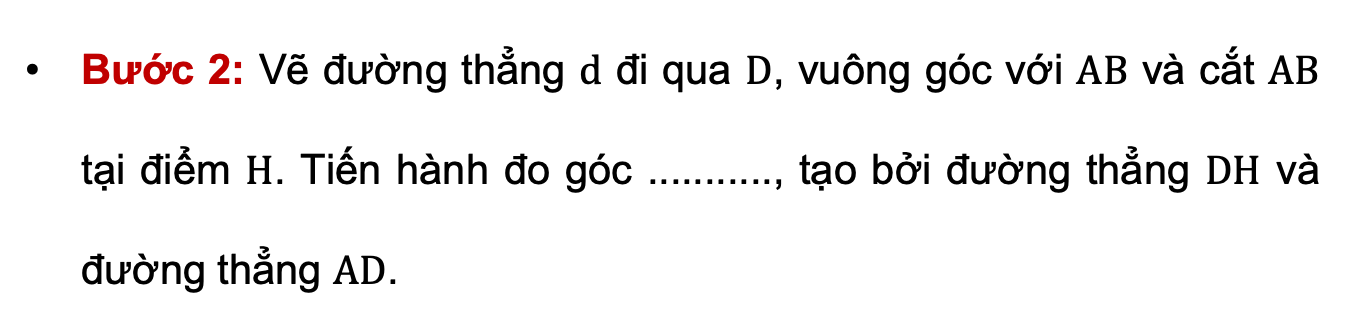 • Bước 2: Vẽ đường thẳng d đi qua D, vuông góc với AB và cắt AB
tại điểm H. Tiến hành đo góc ..........., tạo bởi đường thẳng DH và
đường thẳng AD.